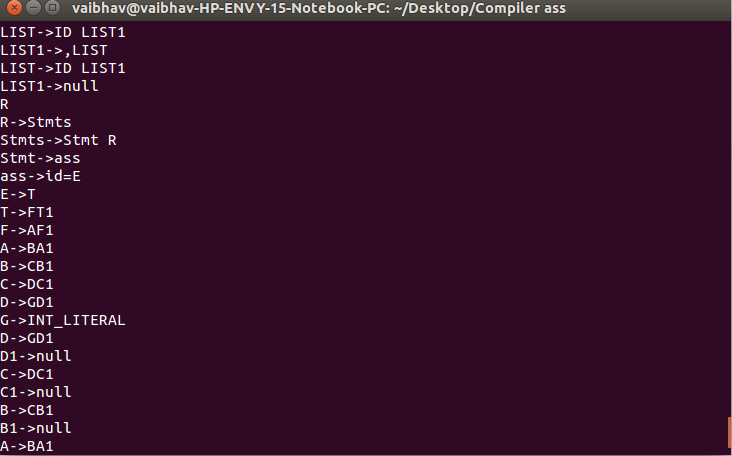 vaibhav@vaibhav-HP-ENVY-15-Notebook-PC: ~/Desktop/Compiler ass
LIST->ID LIST1
LIST1->,LIST
LIST->ID LIST1
LIST1->null
R
R->Stmts
Stmts->Stmt R
Stmt->ass
ass->id=E
E->T
T->FT1
F->AF1
A->BA1
B->CB1
C->DC1
D->GD1
G->INT_LITERAL
D->GD1
D1->null
C->DC1
C1->null
B->CB1
B1->null
A->BA1